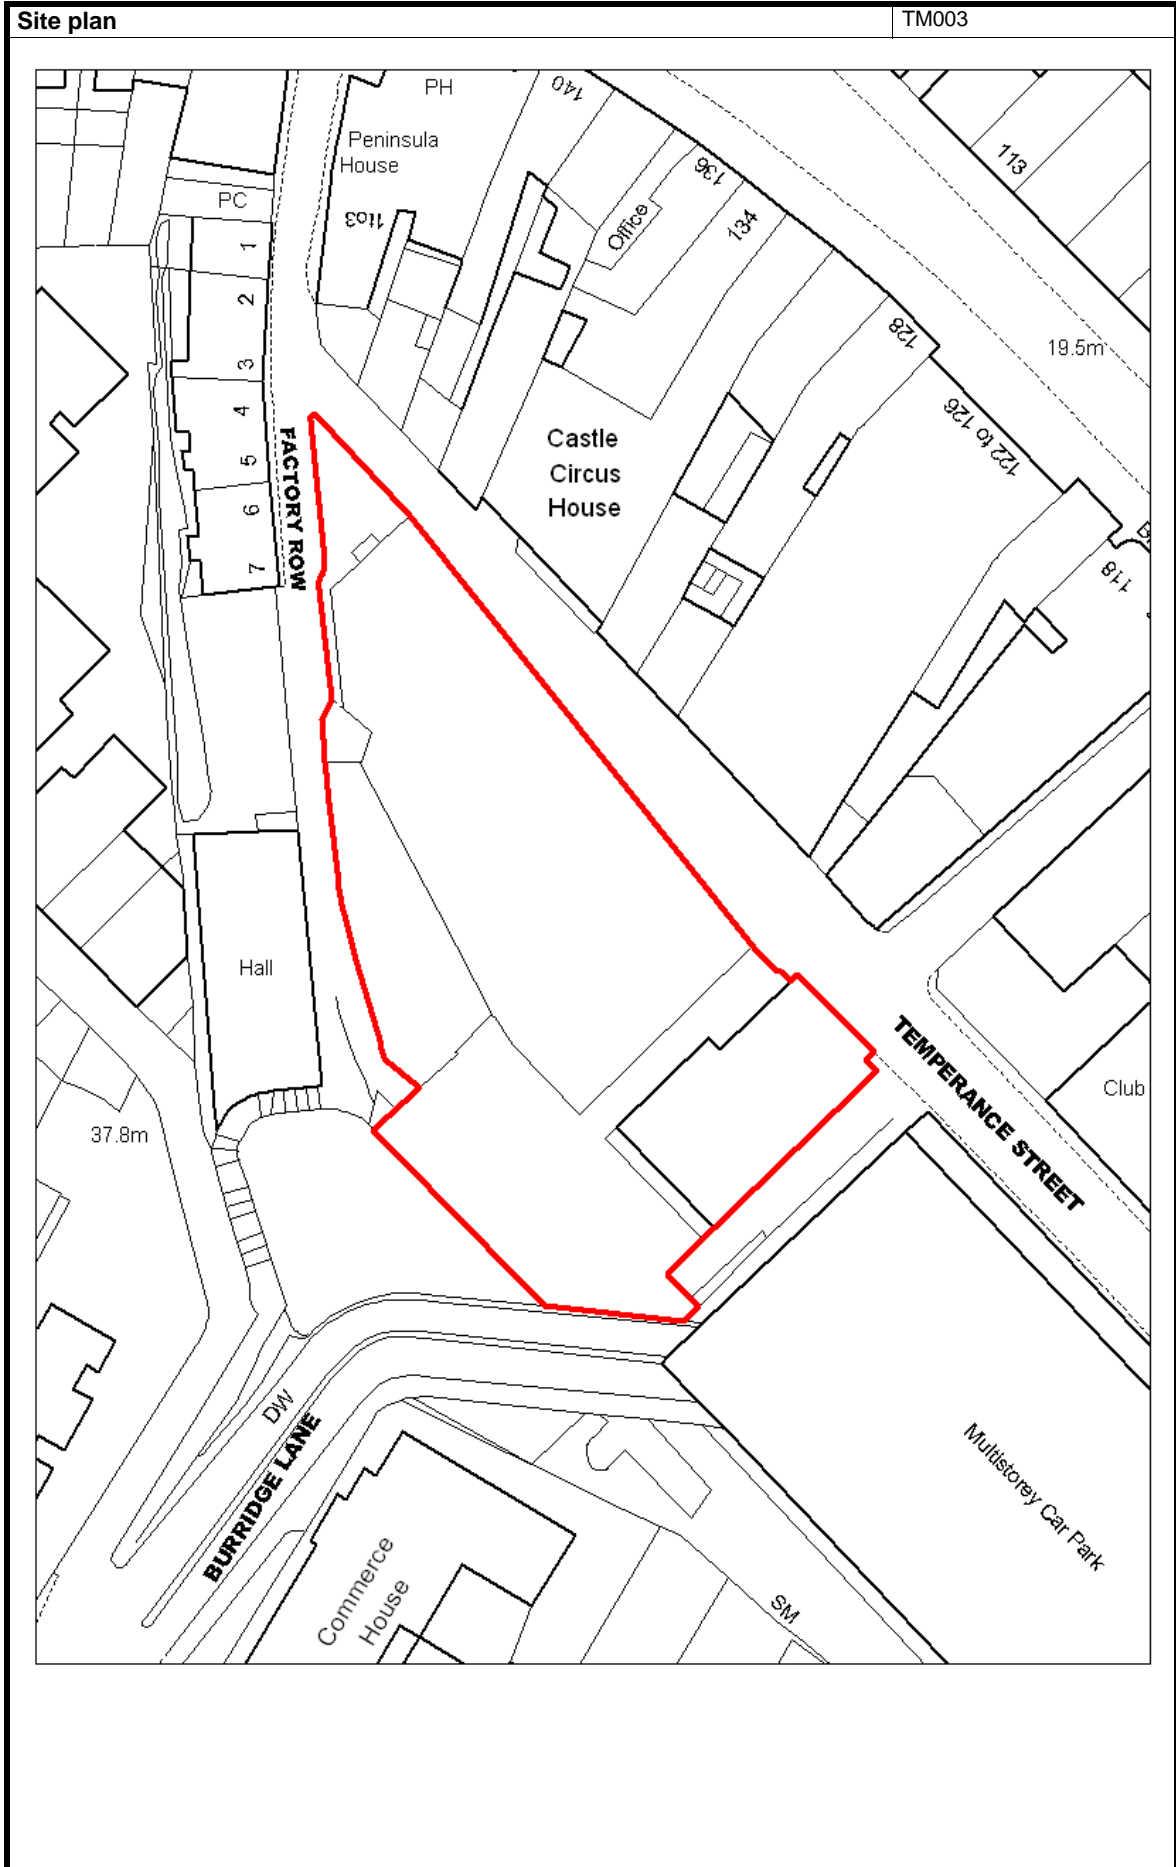 Site plan
TM003
PH
140
Peninsula
House
113
136
PC
1to3
Office
134
1
2
3
4
5
6
7
128
19.5m
122 to 126
FACTORY ROW
Castle
Circus
House
118
Hall
TEMPERANCE STREET
Club
37.8m
DW
BURRIDGE LANE
Multistorey Car Park
Commerce
House
SM